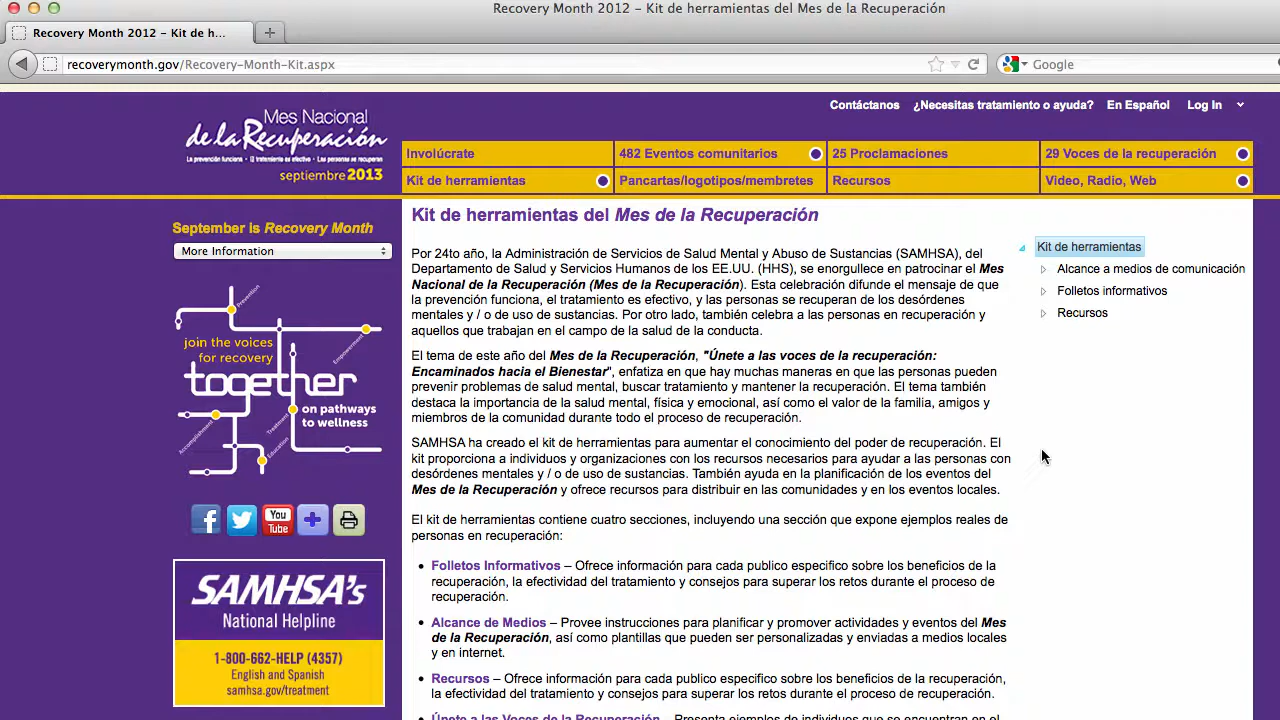 Recovery Month 2012 – Kit de herramientas del Mes de la Recuperación
Recovery Month 2012 – Kit de h...
recoverymonth.gov/Recovery-Month-Kit.aspx
Google
Contáctanos ¿Necesitas tratamiento o ayuda? En Español Log In
Mes Nacional
de la Recuperación
La prevención funciona • El tratamiento es efectivo • Las personas se recuperan
septiembre 2013
Involúcrate 482 Eventos comunitarios 25 Proclamaciones 29 Voces de la recuperación
Kit de herramientas Pancartas/logotipos/membretes Recursos Video, Radio, Web
September is Recovery Month
More Information
Prevention
Empowerment
join the voices
for recovery
together
on pathways
to wellness
Accomplishment
Treatment
Education
f
You
Tube
SAMHSA's
National Helpline
1-800-662-HELP (4357)
English and Spanish
samhsa.gov/treatment
Kit de herramientas del Mes de la Recuperación
Por 24to año, la Administración de Servicios de Salud Mental y Abuso de Sustancias (SAMHSA), del
Departamento de Salud y Servicios Humanos de los EE.UU. (HHS), se enorgullece en patrocinar el Mes
Nacional de la Recuperación (Mes de la Recuperación). Esta celebración difunde el mensaje de que
la prevención funciona, el tratamiento es efectivo, y las personas se recuperan de los desórdenes
mentales y / o de uso de sustancias. Por otro lado, también celebra a las personas en recuperación y
aquellos que trabajan en el campo de la salud de la conducta.
El tema de este año del Mes de la Recuperación, "Únete a las voces de la recuperación:
Encaminados hacia el Bienestar", enfatiza en que hay muchas maneras en que las personas pueden
prevenir problemas de salud mental, buscar tratamiento y mantener la recuperación. El tema también
destaca la importancia de la salud mental, física y emocional, así como el valor de la familia, amigos y
miembros de la comunidad durante todo el proceso de recuperación.
SAMHSA ha creado el kit de herramientas para aumentar el conocimiento del poder de recuperación. El
kit proporciona a individuos y organizaciones con los recursos necesarios para ayudar a las personas con
desórdenes mentales y / o de uso de sustancias. También ayuda en la planificación de los eventos del
Mes de la Recuperación y ofrece recursos para distribuir en las comunidades y en los eventos locales.
El kit de herramientas contiene cuatro secciones, incluyendo una sección que expone ejemplos reales de
personas en recuperación:
• Folletos Informativos – Ofrece información para cada publico especifico sobre los beneficios de la
recuperación, la efectividad del tratamiento y consejos para superar los retos durante el proceso de
recuperación.
• Alcance de Medios – Provee instrucciones para planificar y promover actividades y eventos del Mes
de la Recuperación, así como plantillas que pueden ser personalizadas y enviadas a medios locales
y en internet.
• Recursos – Ofrece información para cada publico especifico sobre los beneficios de la recuperación,
la efectividad del tratamiento y consejos para superar los retos durante el proceso de recuperación.
• Únete a las Voces de la Recuperación – Presenta ejemplos de individuos que se encuentran en el
Kit de herramientas
Alcance a medios de comunicación
Folletos informativos
Recursos